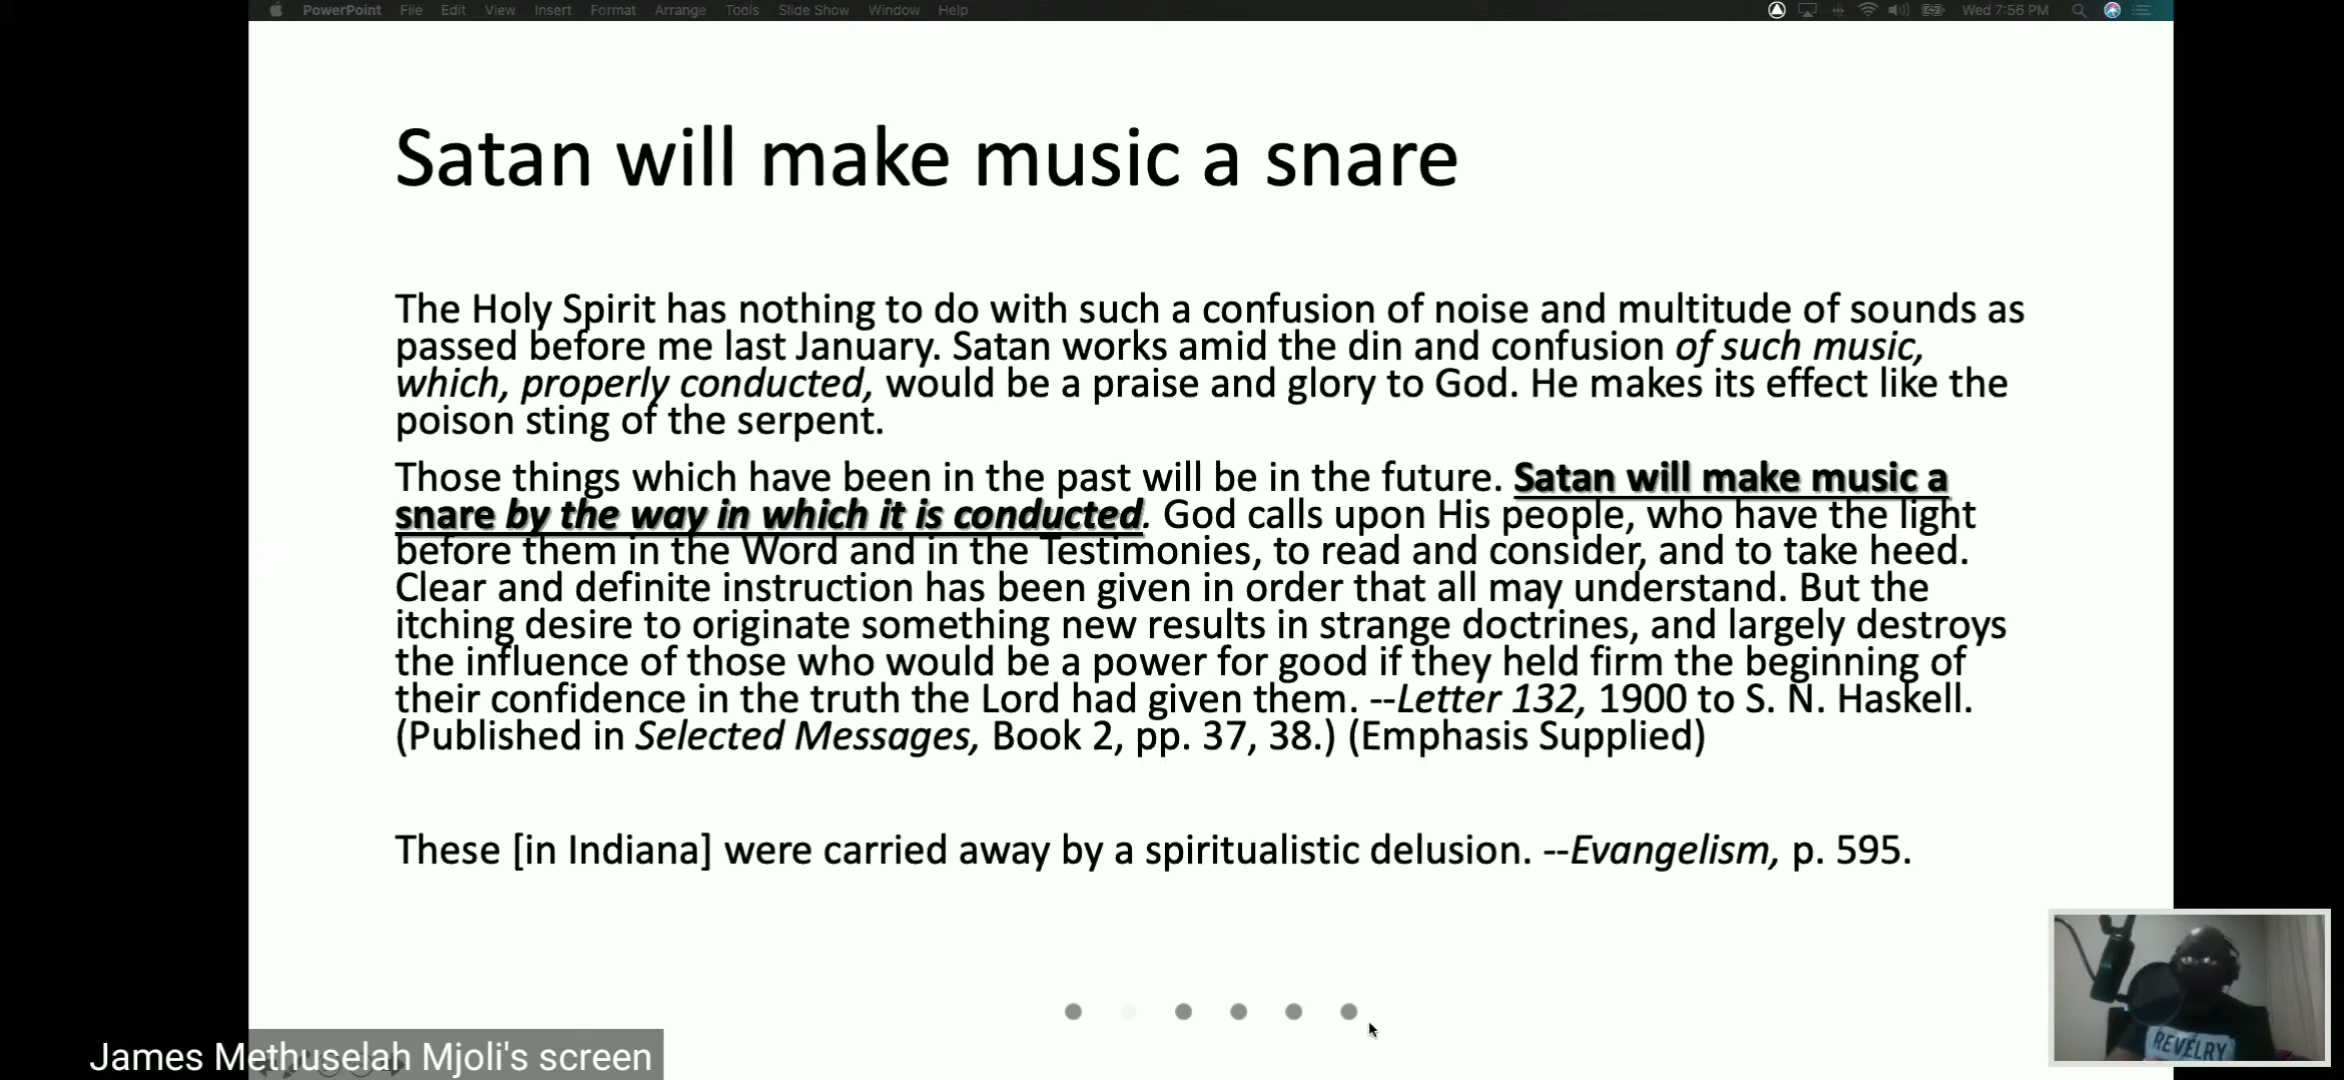 PowerPoint File Edit View Insert Format Arrange Tools Slide Show Window Help Wed 7:56 PM
Satan will make music a snare
The Holy Spirit has nothing to do with such a confusion of noise and multitude of sounds as
passed before me last January. Satan works amid the din and confusion of such music,
which, properly conducted, would be a praise and glory to God. He makes its effect like the
poison sting of the serpent.
Those things which have been in the past will be in the future. Satan will make music a
snare by the way in which it is conducted. God calls upon His people, who have the light
before them in the Word and in the Testimonies, to read and consider, and to take heed.
Clear and definite instruction has been given in order that all may understand. But the
itching desire to originate something new results in strange doctrines, and largely destroys
the influence of those who would be a power for good if they held firm the beginning of
their confidence in the truth the Lord had given them. --Letter 132, 1900 to S. N. Haskell.
(Published in Selected Messages, Book 2, pp. 37, 38.) (Emphasis Supplied)
These [in Indiana] were carried away by a spiritualistic delusion. --Evangelism, p. 595.
REVELRY
James Methuselah Mjoli's screen